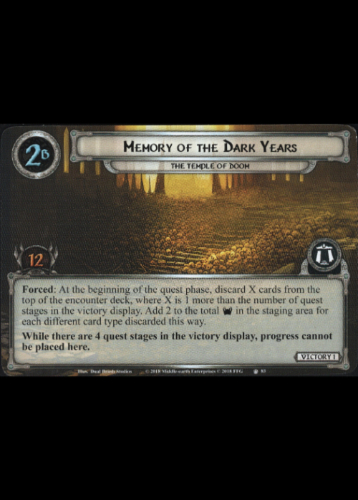 2B
MEMORY OF THE DARK YEARS
THE TEMPLE OF DOOM
12
Forced: At the beginning of the quest phase, discard X cards from the
top of the encounter deck, where X is 1 more than the number of quest
stages in the victory display. Add 2 to the total in the staging area for
each different card type discarded this way.
While there are 4 quest stages in the victory display, progress cannot
be placed here.
VICTORY 1